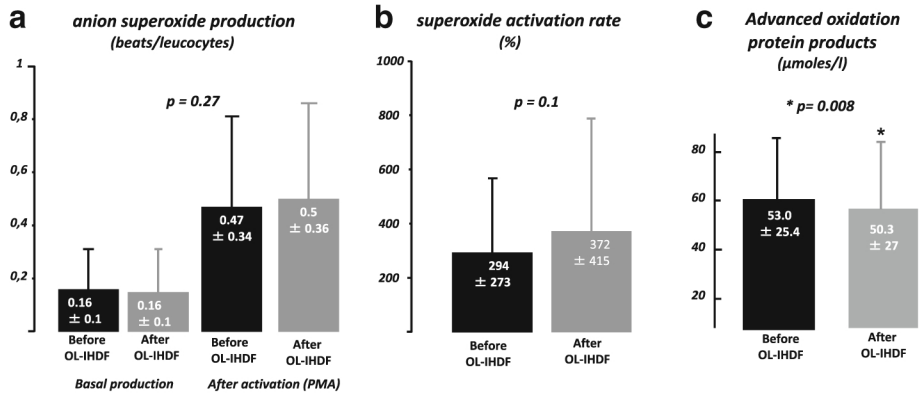 a
anion superoxide production
(beats/leucocytes)
1
0,8
0,6
0,4
0,2
p = 0.27
0.16
± 0.1
0.16
± 0.1
0.47
± 0.34
0.5
± 0.36
Before
OL-IHDF
After
OL-IHDF
Before
OL-IHDF
After
OL-IHDF
Basal production
After activation (PMA)
b
superoxide activation rate
(%)
1000
800
600
400
200
p = 0.1
294
± 273
372
± 415
Before
OL-IHDF
After
OL-IHDF
c
Advanced oxidation
protein products
(µmoles/l)
* p= 0.008
80
60
40
20
*
53.0
± 25.4
50.3
± 27
Before
OL-IHDF
After
OL-IHDF